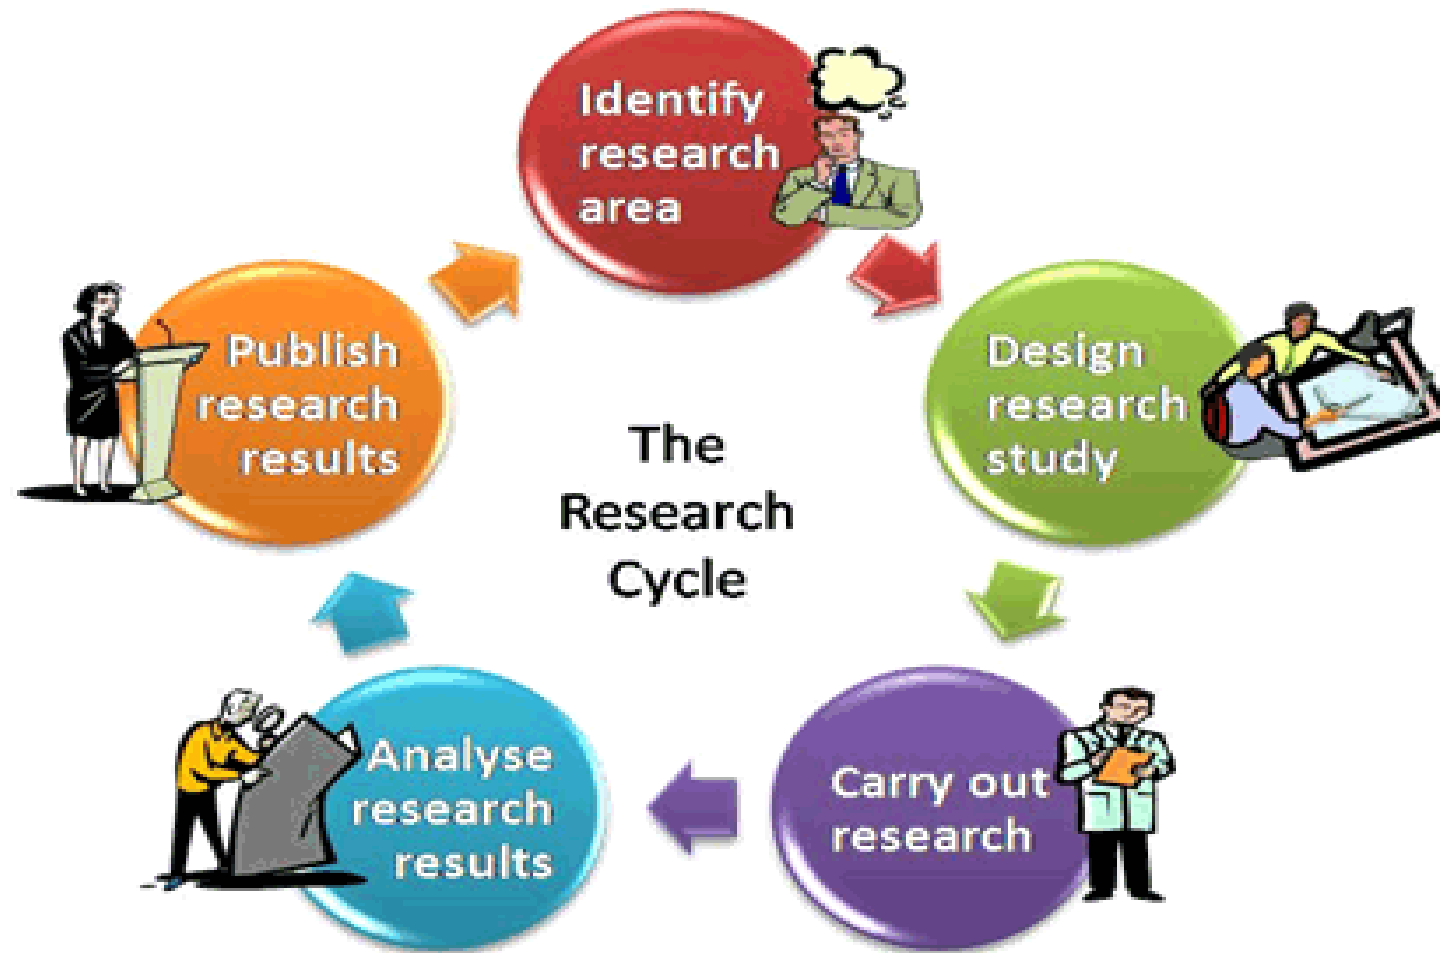 Identify
research
area
Design
research
study
Carry out
research
Analyse
research
results
Publish
research
results
The
Research
Cycle